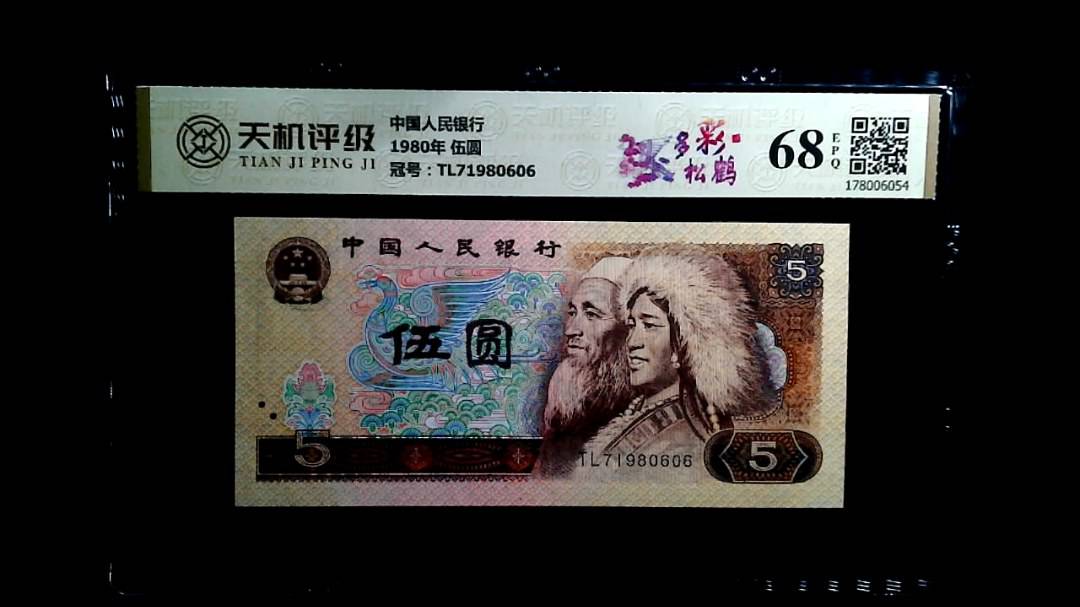 天机评级
TIAN JI PING JI
中国人民银行
1980年 伍圆
冠号：TL71980606
多彩
松鹤
68
EPQ
178006054
中国人民银行
5
伍圆
5
TL71980606
5